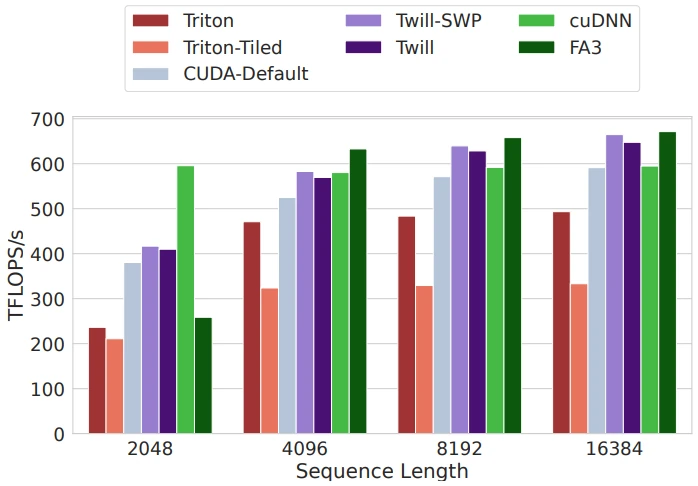 Triton
Triton-Tiled
CUDA-Default
Twill-SWP
Twill
cuDNN
FA3
700
600
500
400
300
200
100
0
TFLOPS/s
2048 4096 8192 16384
Sequence Length